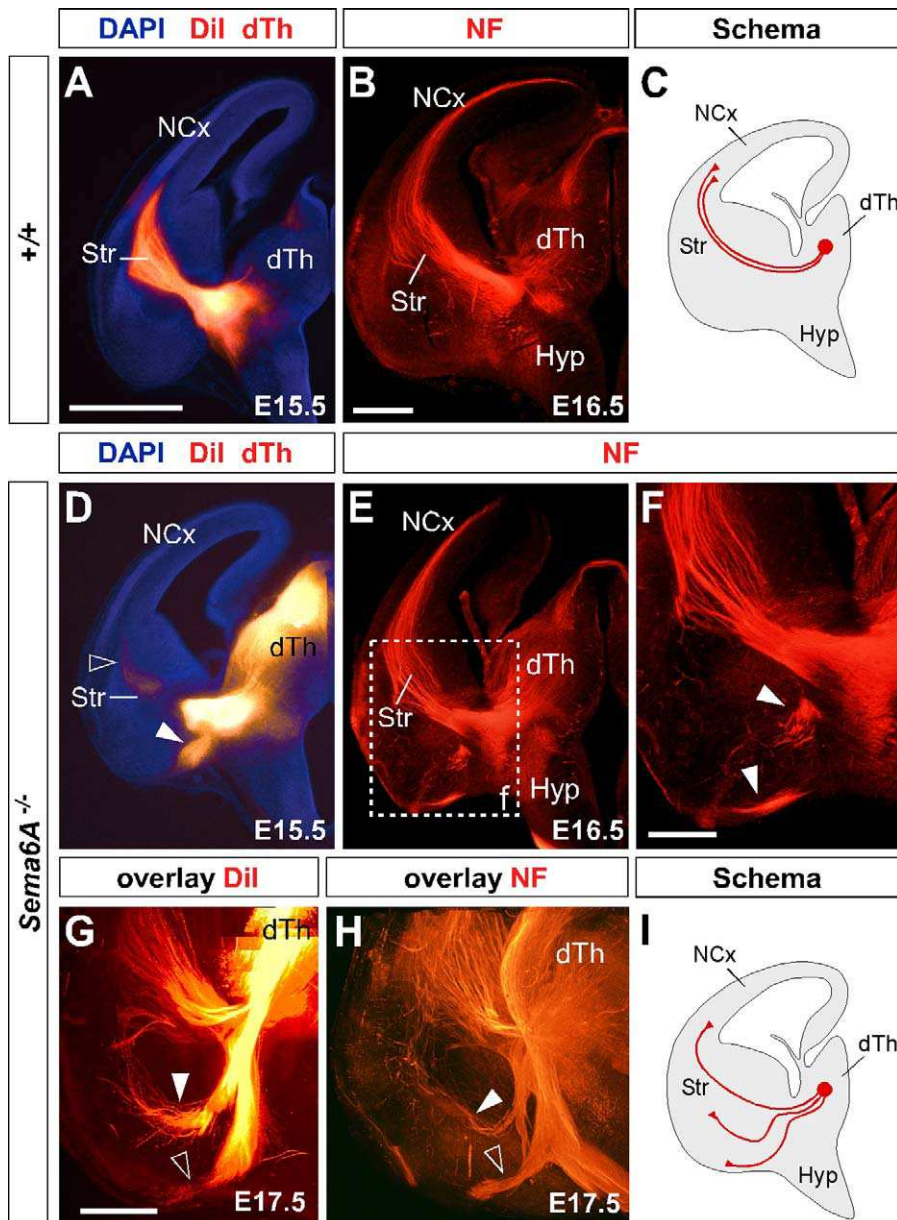 DAPI DiI dTh
NF
Schema
+/+
A
NCx
Str
dTh
E15.5
B
NCx
dTh
Str
Hyp
E16.5
C
NCx
dTh
Str
Hyp
DAPI DiI dTh
NF
Sema6A-/-
D
NCx
dTh
Str
E15.5
E
NCx
dTh
Str
f
Hyp
E16.5
F
overlay DiI
overlay NF
Schema
G
dTh
E17.5
H
dTh
E17.5
I
NCx
dTh
Str
Hyp